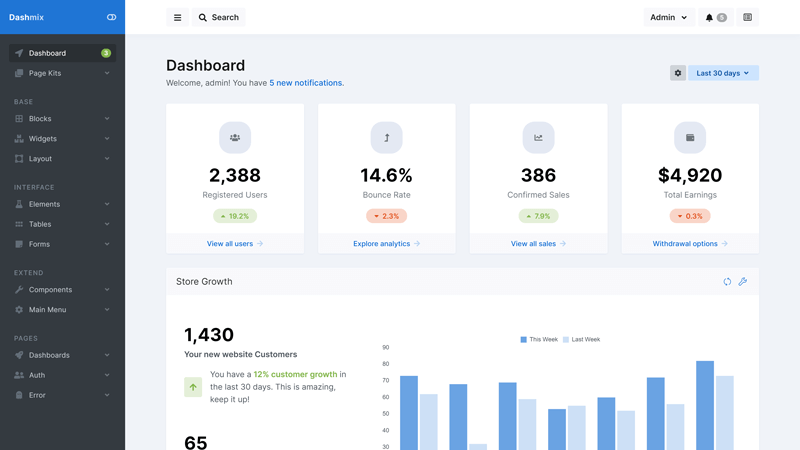 Dashmix
Dashboard 3
Page Kits
BASE
Blocks
Widgets
Layout
INTERFACE
Elements
Tables
Forms
EXTEND
Components
Main Menu
PAGES
Dashboards
Auth
Error
Search
Admin
5
Dashboard
Welcome, admin! You have 5 new notifications.
Last 30 days
2,388
Registered Users
19.2%
View all users
14.6%
Bounce Rate
2.3%
Explore analytics
386
Confirmed Sales
7.9%
View all sales
$4,920
Total Earnings
0.3%
Withdrawal options
Store Growth
1,430
Your new website Customers
You have a 12% customer growth in
the last 30 days. This is amazing,
keep it up!
65
This Week Last Week
90
80
70
60
50
40
30